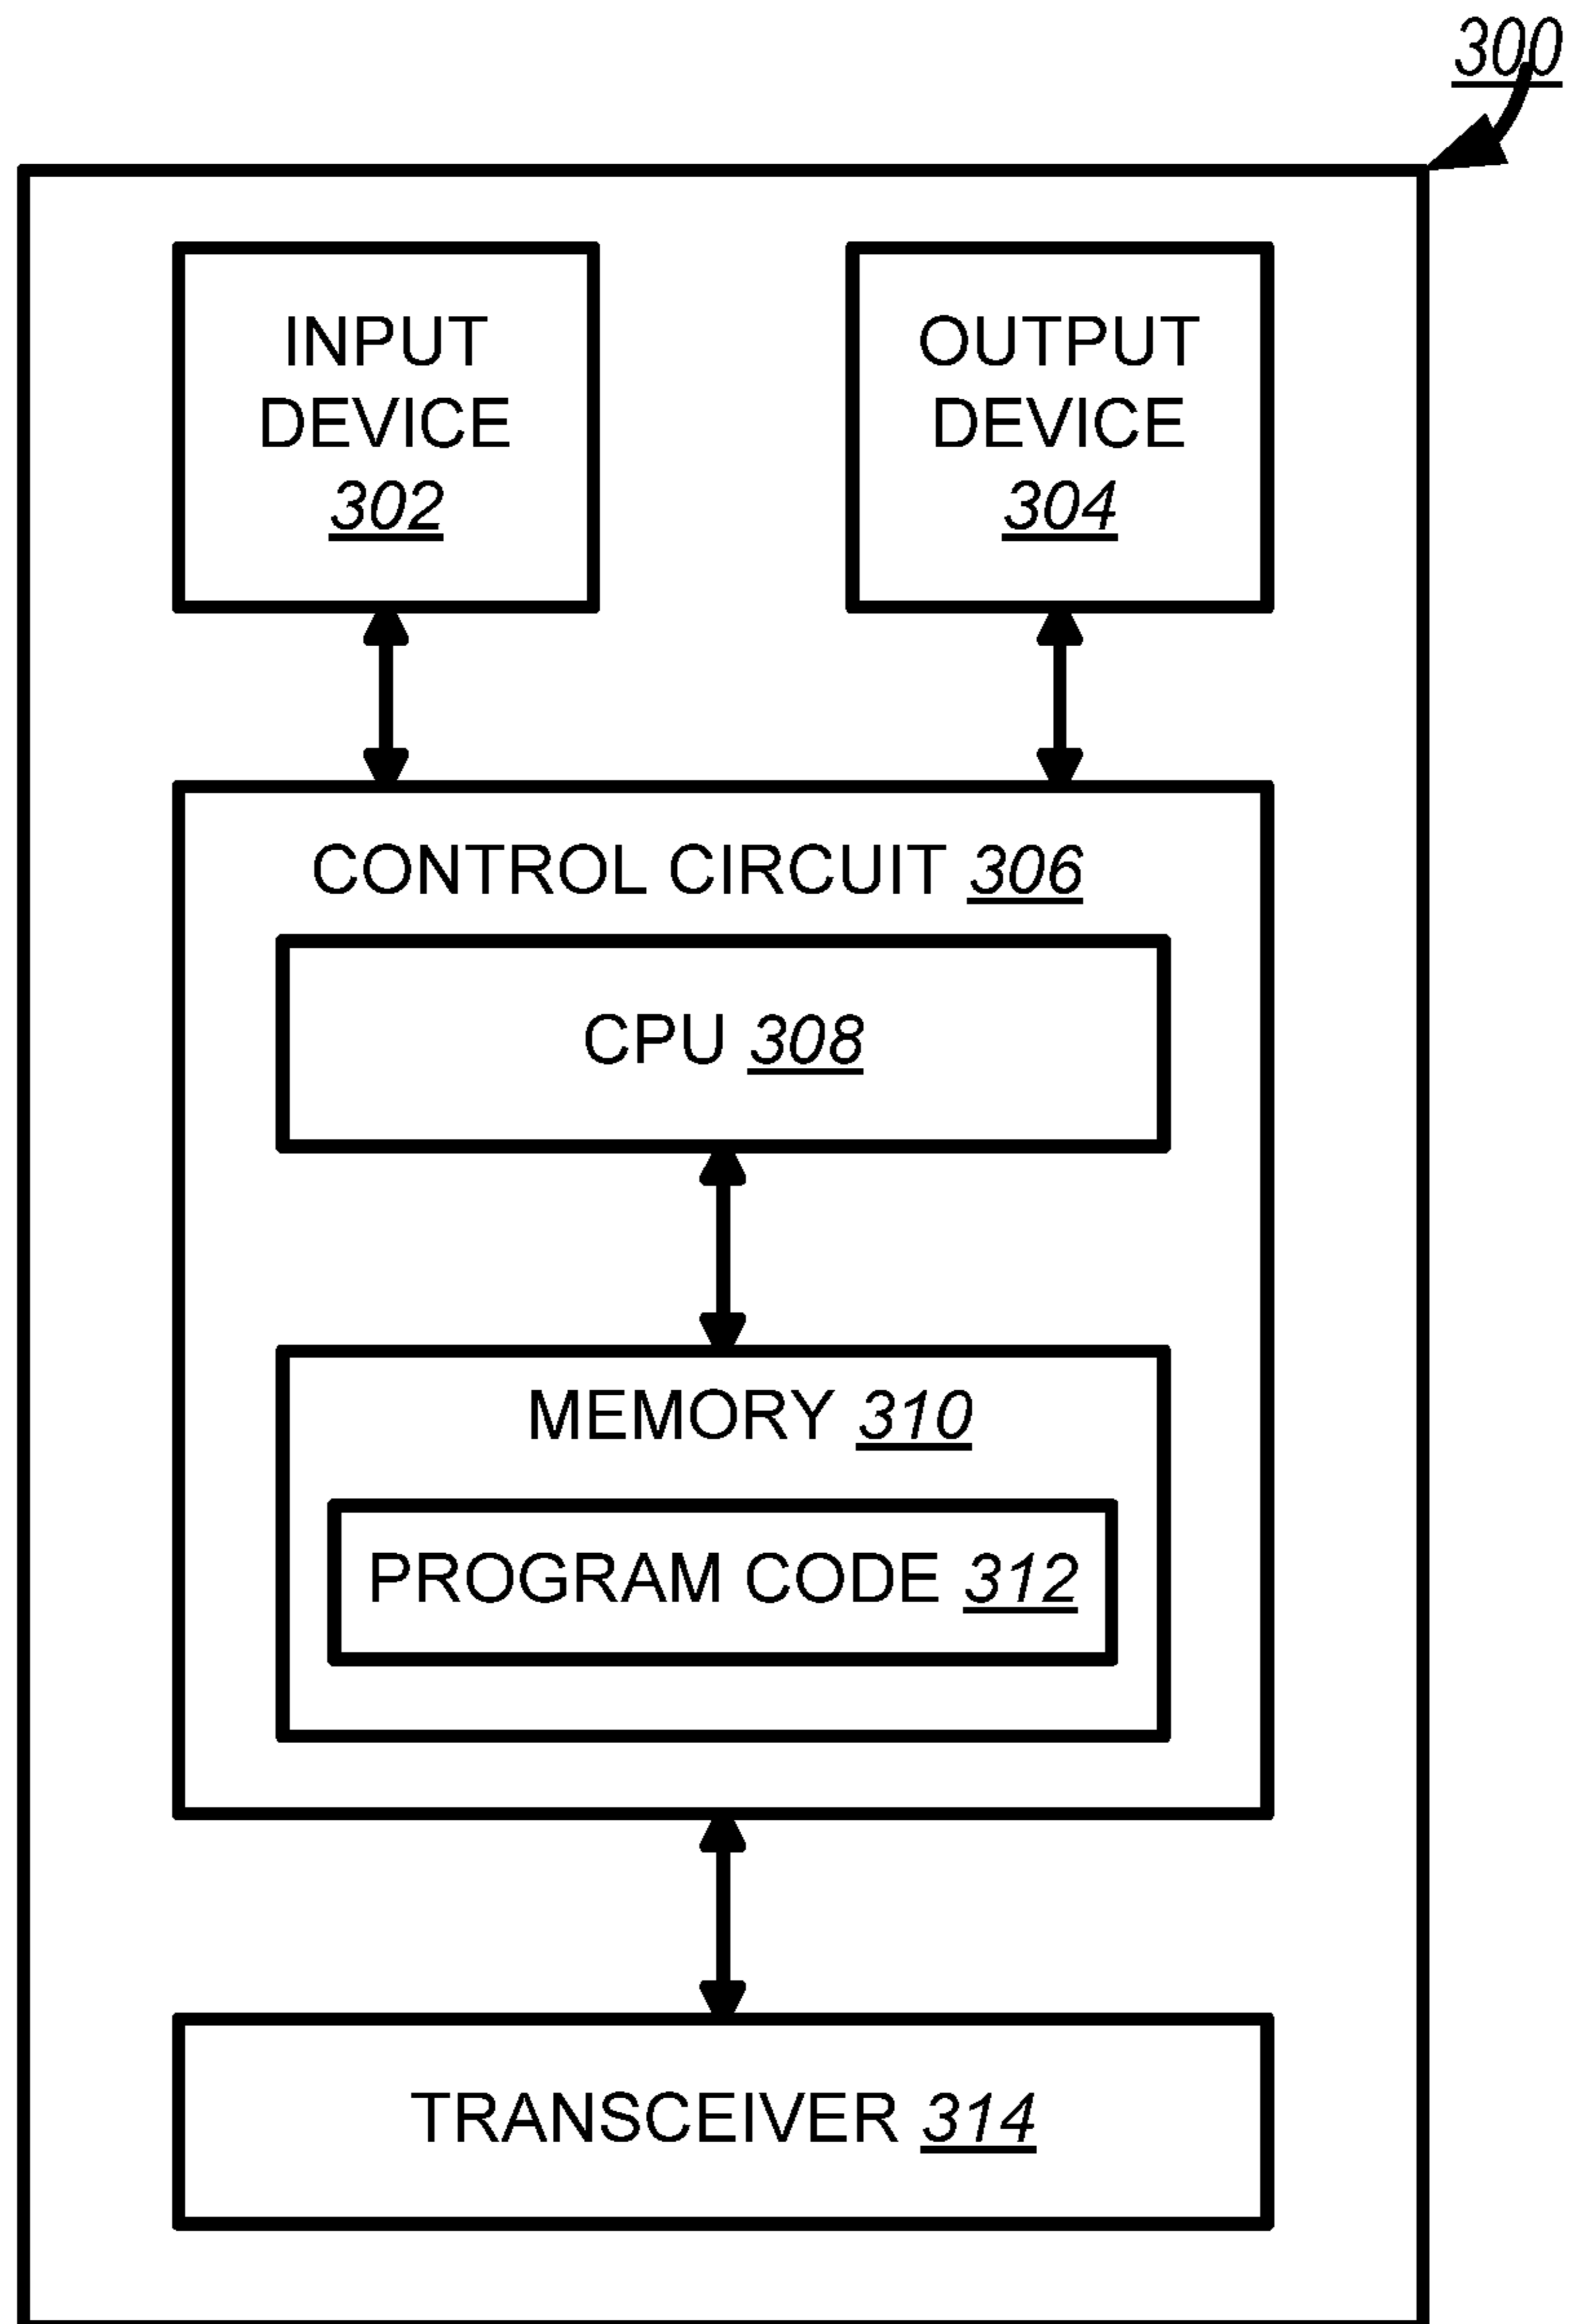 300
INPUT
DEVICE
302
OUTPUT
DEVICE
304
CONTROL CIRCUIT 306
CPU 308
MEMORY 310
PROGRAM CODE 312
TRANSCEIVER 314